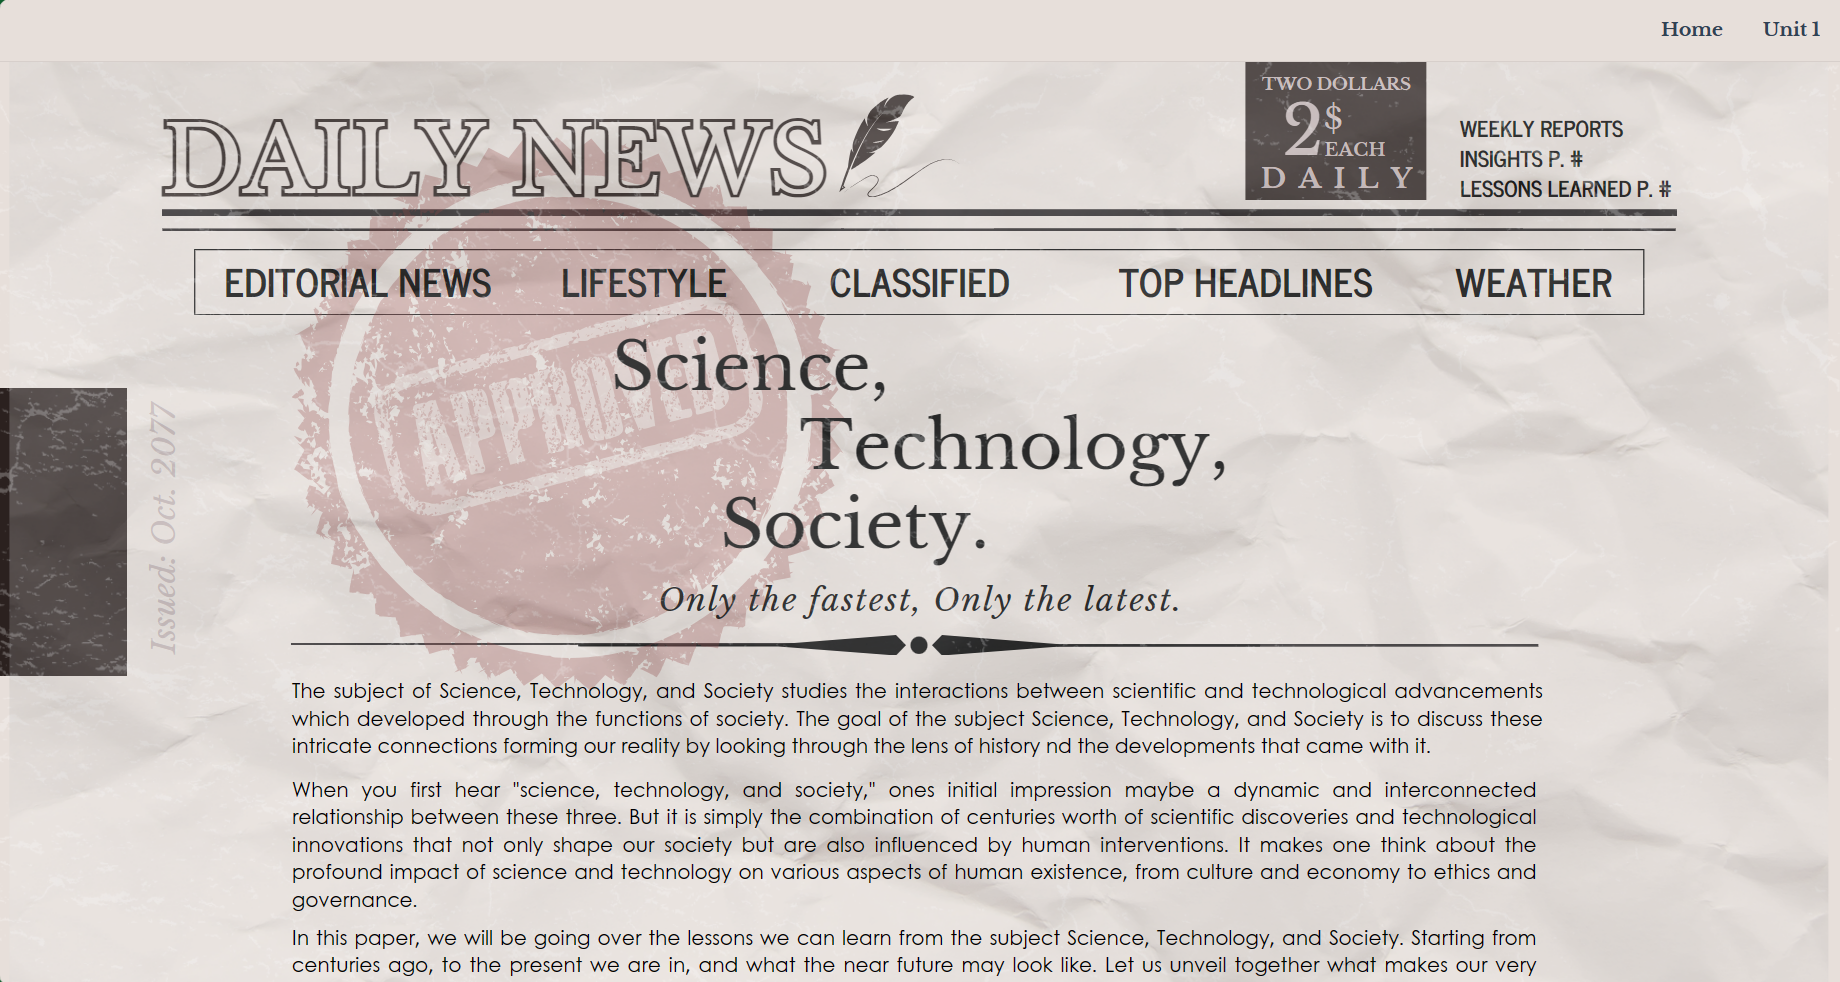 Home Unit 1
DAILY NEWS
TWO DOLLARS
2$
EACH
DAILY
WEEKLY REPORTS
INSIGHTS P. #
LESSONS LEARNED P. #
EDITORIAL NEWS LIFESTYLE CLASSIFIED TOP HEADLINES WEATHER
APPROVED
Science,
Technology,
Society.
Issued: Oct. 2077
Only the fastest, Only the latest.
The subject of Science, Technology, and Society studies the interactions between scientific and technological advancements
which developed through the functions of society. The goal of the subject Science, Technology, and Society is to discuss these
intricate connections forming our reality by looking through the lens of history nd the developments that came with it.
When you first hear "science, technology, and society," ones initial impression maybe a dynamic and interconnected
relationship between these three. But it is simply the combination of centuries worth of scientific discoveries and technological
innovations that not only shape our society but are also influenced by human interventions. It makes one think about the
profound impact of science and technology on various aspects of human existence, from culture and economy to ethics and
governance.
In this paper, we will be going over the lessons we can learn from the subject Science, Technology, and Society. Starting from
centuries ago, to the present we are in, and what the near future may look like. Let us unveil together what makes our very